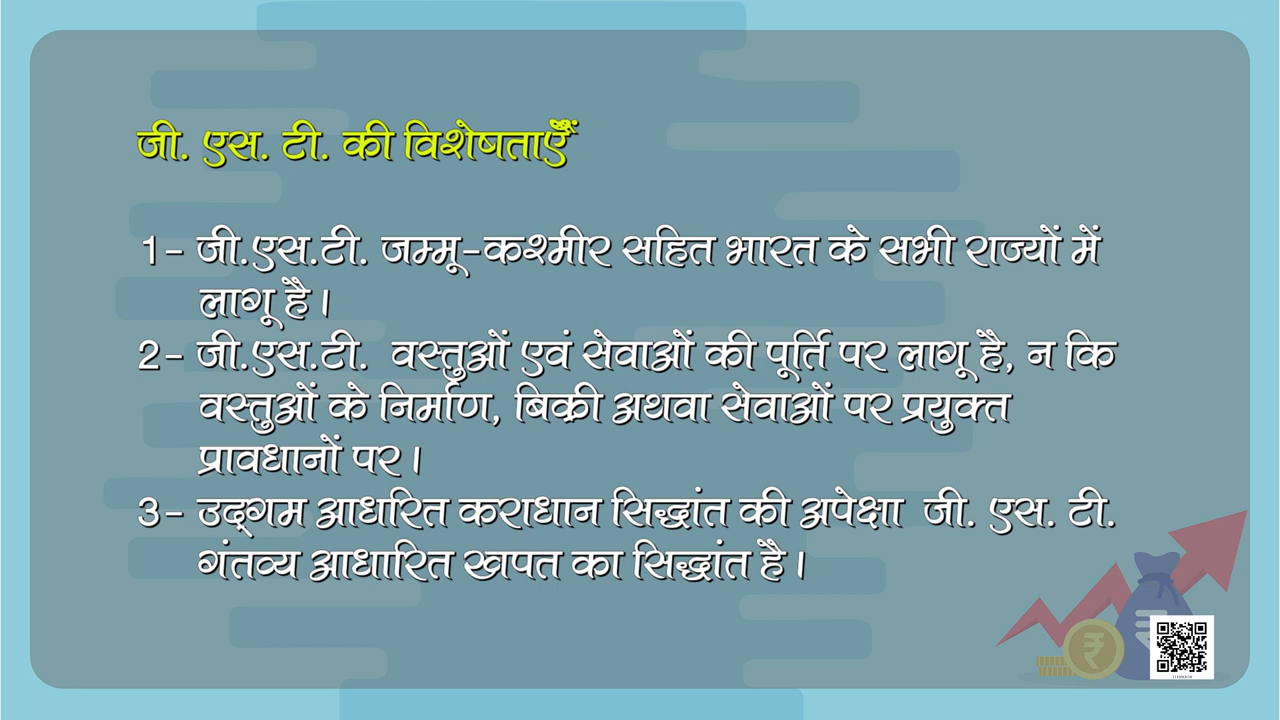 जी. एस. टी. की विशेषताएँ
1- जी.एस.टी. जम्मू-कश्मीर सहित भारत के सभी राज्यों में
लागू है।
2- जी.एस.टी. वस्तुओं एवं सेवाओं की पूर्ति पर लागू है, न कि
वस्तुओं के निर्माण, बिक्री अथवा सेवाओं पर प्रयुक्त
प्रावधानों पर।
3- उद्गम आधरित कराधान सिद्धांत की अपेक्षा जी. एस. टी.
गंतव्य आधारित खपत का सिद्धांत है।